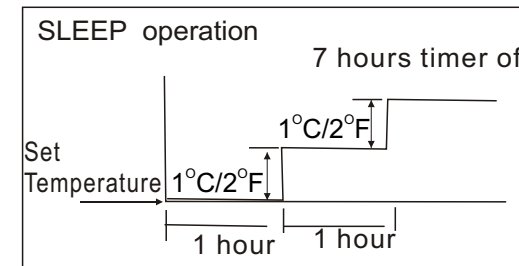 SLEEP operation
7 hours timer of
1°C/2°F
Set
Temperature
1°C/2°F
1 hour
1 hour